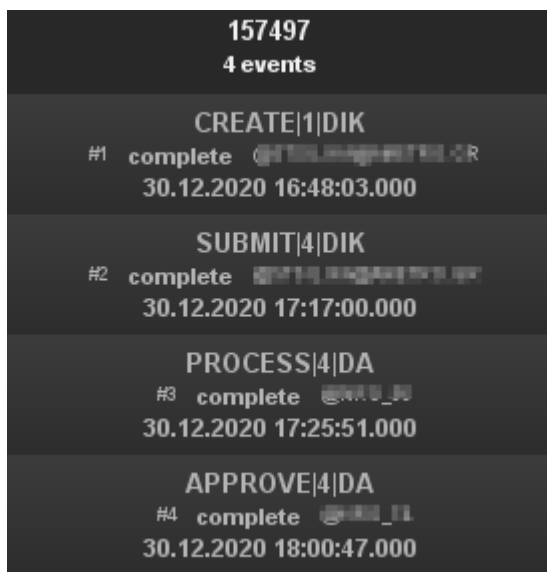 157497
4 events
CREATE|1|DIK
#1 complete
30.12.2020 16:48:03.000
SUBMIT|4|DIK
#2 complete
30.12.2020 17:17:00.000
PROCESS|4|DA
#3 complete
30.12.2020 17:25:51.000
APPROVE|4|DA
#4 complete
30.12.2020 18:00:47.000